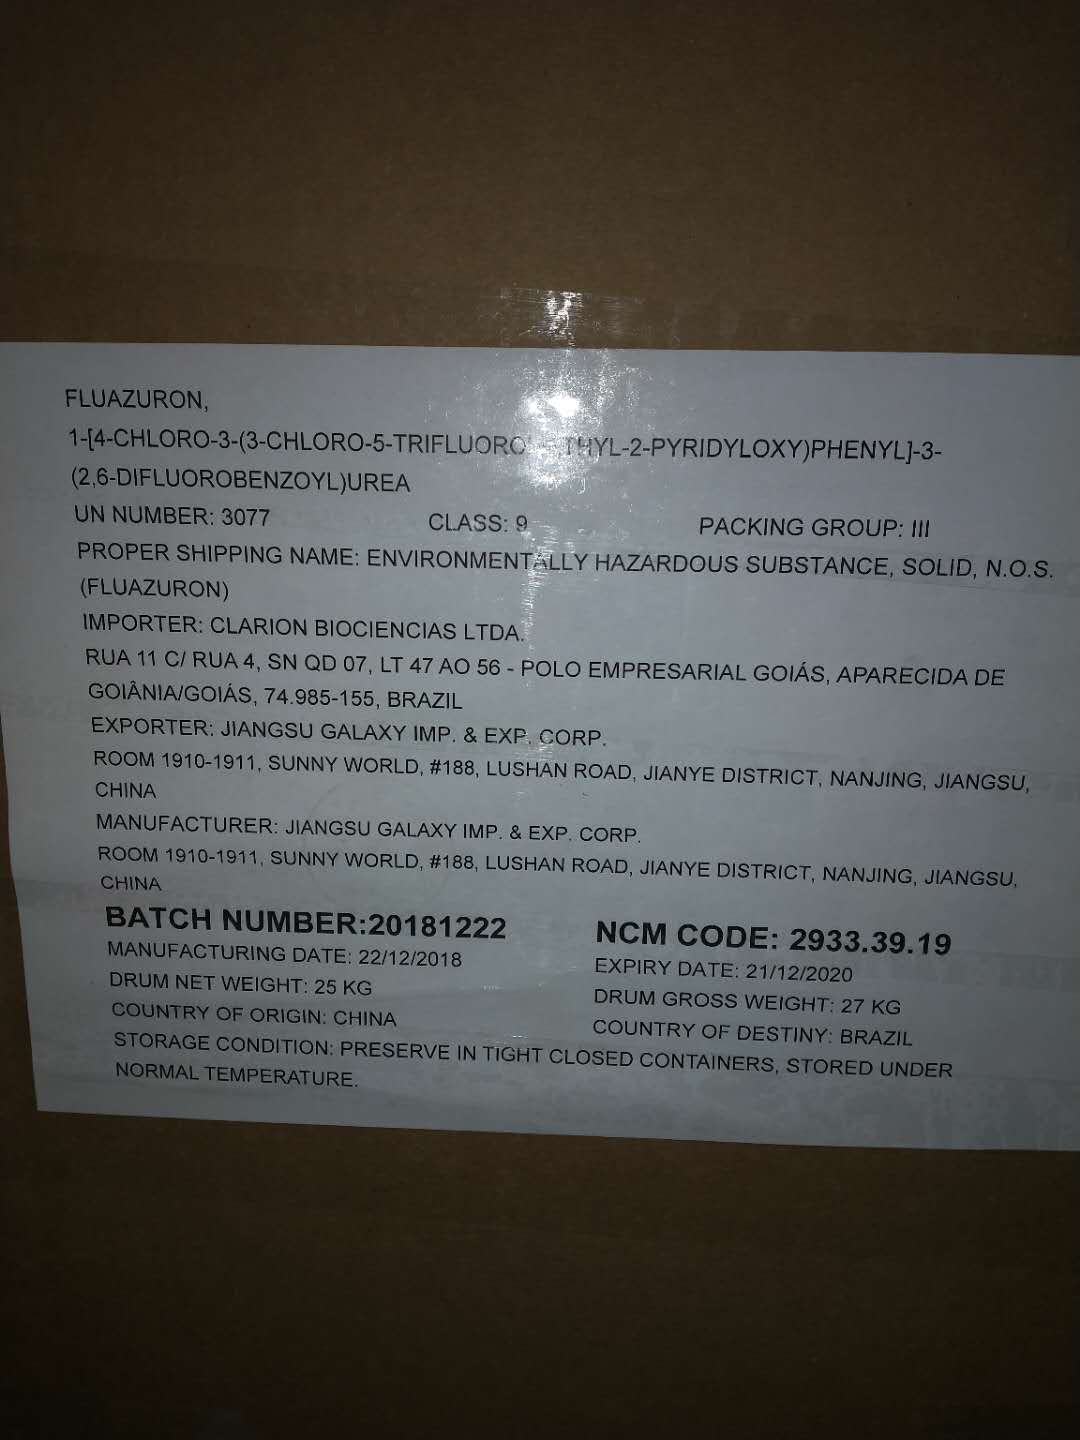 FLUAZURON,
1-[4-CHLORO-3-(3-CHLORO-5-TRIFLUORO THYL-2-PYRIDYLOXY)PHENYL]-3-
(2,6-DIFLUOROBENZOYL)UREA
UN NUMBER: 3077 CLASS: 9 PACKING GROUP: III
PROPER SHIPPING NAME: ENVIRONMENTALLY HAZARDOUS SUBSTANCE, SOLID, N.O.S.
(FLUAZURON)
IMPORTER: CLARION BIOCIENCIAS LTDA.
RUA 11 C/ RUA 4, SN QD 07, LT 47 AO 56 - POLO EMPRESARIAL GOIÁS, APARECIDA DE
GOIÂNIA/GOIÁS, 74.985-155, BRAZIL
EXPORTER: JIANGSU GALAXY IMP. & EXP. CORP.
ROOM 1910-1911, SUNNY WORLD, #188, LUSHAN ROAD, JIANYE DISTRICT, NANJING, JIANGSU,
CHINA
MANUFACTURER: JIANGSU GALAXY IMP. & EXP. CORP.
ROOM 1910-1911, SUNNY WORLD, #188, LUSHAN ROAD, JIANYE DISTRICT, NANJING, JIANGSU,
CHINA
BATCH NUMBER:20181222 NCM CODE: 2933.39.19
MANUFACTURING DATE: 22/12/2018 EXPIRY DATE: 21/12/2020
DRUM NET WEIGHT: 25 KG DRUM GROSS WEIGHT: 27 KG
COUNTRY OF ORIGIN: CHINA COUNTRY OF DESTINY: BRAZIL
STORAGE CONDITION: PRESERVE IN TIGHT CLOSED CONTAINERS, STORED UNDER
NORMAL TEMPERATURE.